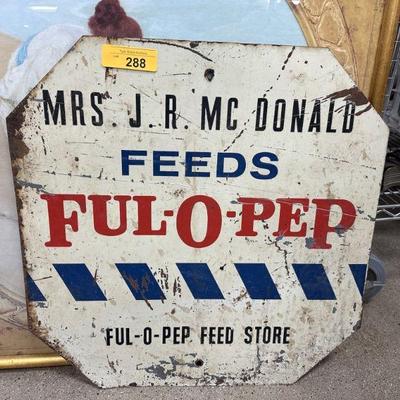 288
MRS. J.R. MC DONALD
FEEDS
FUL-O-PEP
FUL-O-PEP FEED STORE